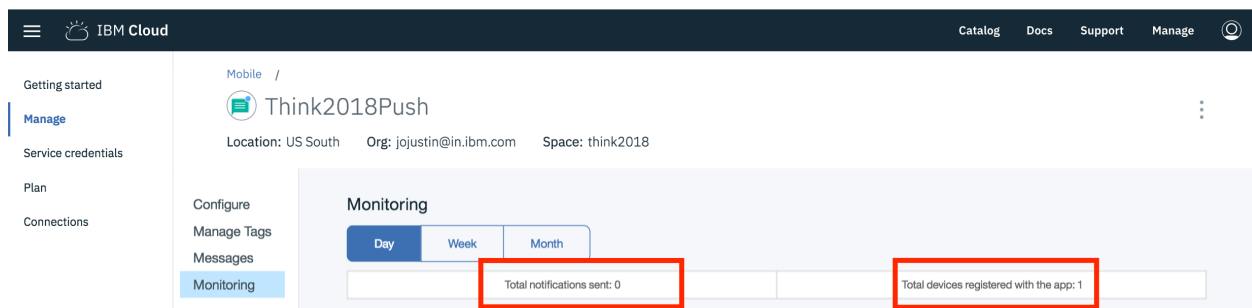 IBM Cloud
Catalog Docs Support Manage
Getting started
Manage
Service credentials
Plan
Connections
Mobile /
Think2018Push
Location: US South Org: jojustin@in.ibm.com Space: think2018
Configure
Manage Tags
Messages
Monitoring
Monitoring
Day Week Month
Total notifications sent: 0 Total devices registered with the app: 1